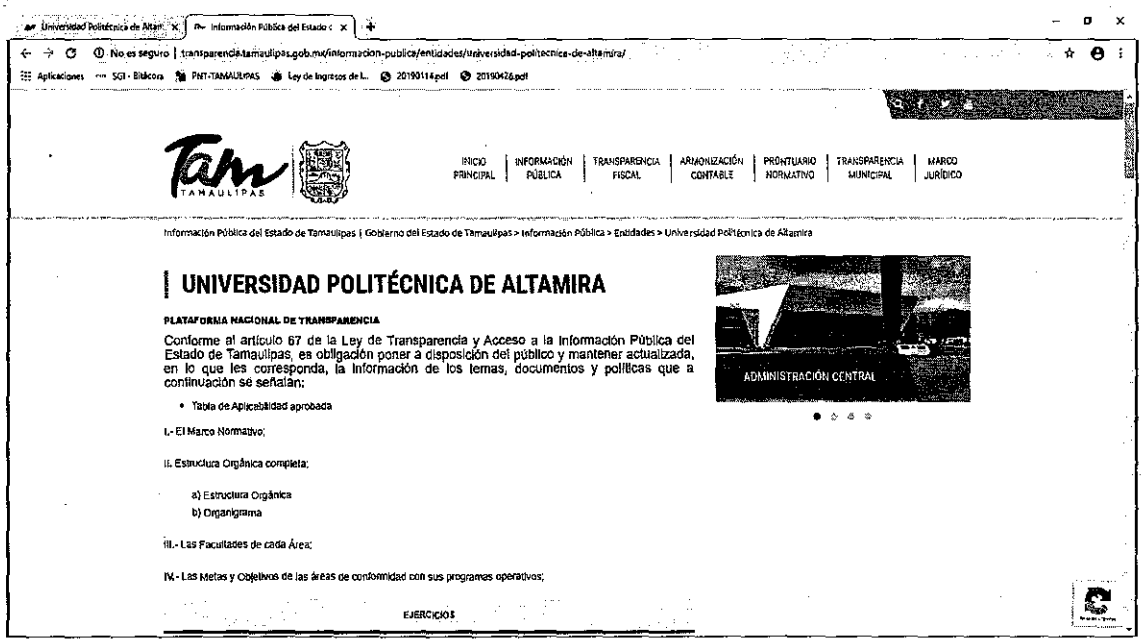 Universidad Politécnica de Altam
Información Pública del Estado c
No es seguro | transparencia.tamaulipas.gob.mx/informacion-publica/entidades/universidad-politecnica-de-altamira/
Aplicaciones SGI - Bitácora PNT-TAMAULIPAS Ley de Ingresos de L... 20190114.pdf 20190426.pdf
Tam
TAMAULIPAS
INICIO PRINCIPAL
INFORMACIÓN PÚBLICA
TRANSPARENCIA FISCAL
ARMONIZACIÓN CONTABLE
PRONTUARIO NORMATIVO
TRANSPARENCIA MUNICIPAL
MARCO JURÍDICO
Información Pública del Estado de Tamaulipas | Gobierno del Estado de Tamaulipas > Información Pública > Entidades > Universidad Politécnica de Altamira
UNIVERSIDAD POLITÉCNICA DE ALTAMIRA
PLATAFORMA NACIONAL DE TRANSPARENCIA
Conforme al artículo 67 de la Ley de Transparencia y Acceso a la Información Pública del
Estado de Tamaulipas, es obligación poner a disposición del público y mantener actualizada,
en lo que les corresponda, la información de los temas, documentos y políticas que a
continuación se señalan:
• Tabla de Aplicabilidad aprobada
I.- El Marco Normativo;
II. Estructura Orgánica completa;
a) Estructura Orgánica
b) Organigrama
III.- Las Facultades de cada Área;
IV.- Las Metas y Objetivos de las áreas de conformidad con sus programas operativos;
EJERCICIOS
ADMINISTRACIÓN CENTRAL